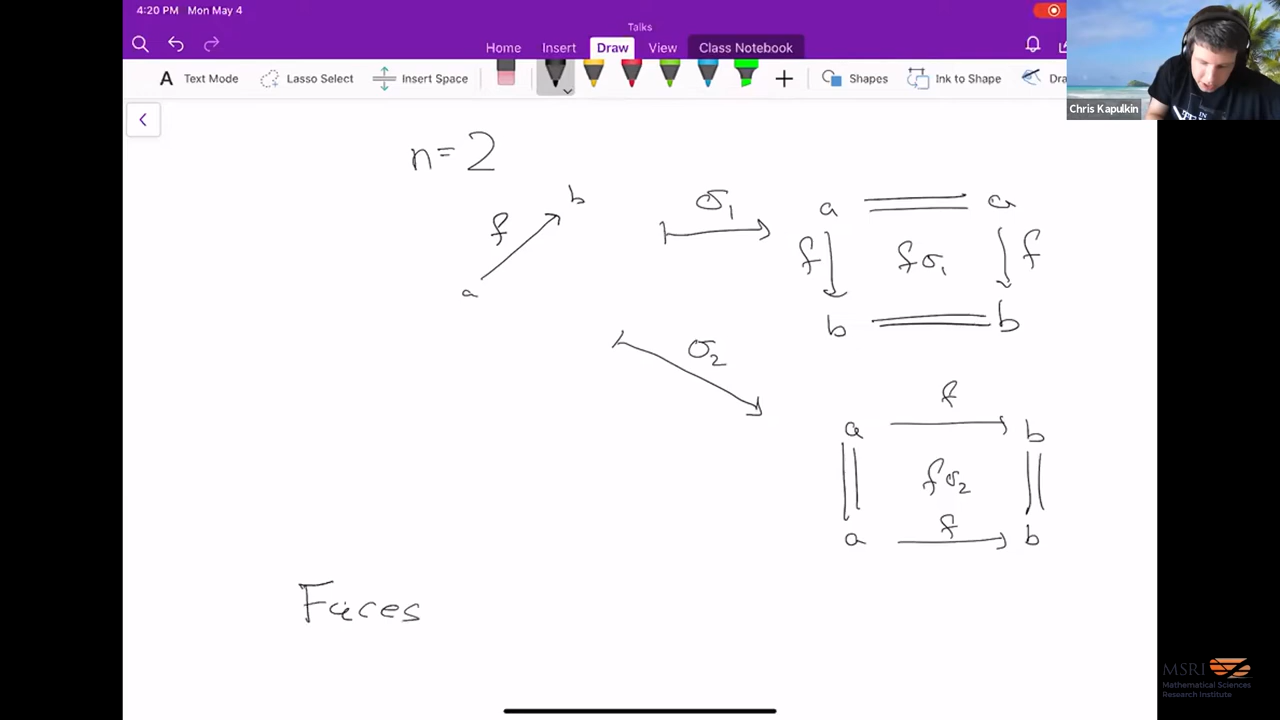 4:20 PM Mon May 4
Talks
Home Insert Draw View Class Notebook
A Text Mode Lasso Select Insert Space + Shapes Ink to Shape Dra
Chris Kapulkin
n = 2
f b σ₁ a a
a f fσ₁ f
b b
σ₂
f
a b
fσ₂
f
a b
Faces
MSRI
Mathematical Sciences
Research Institute